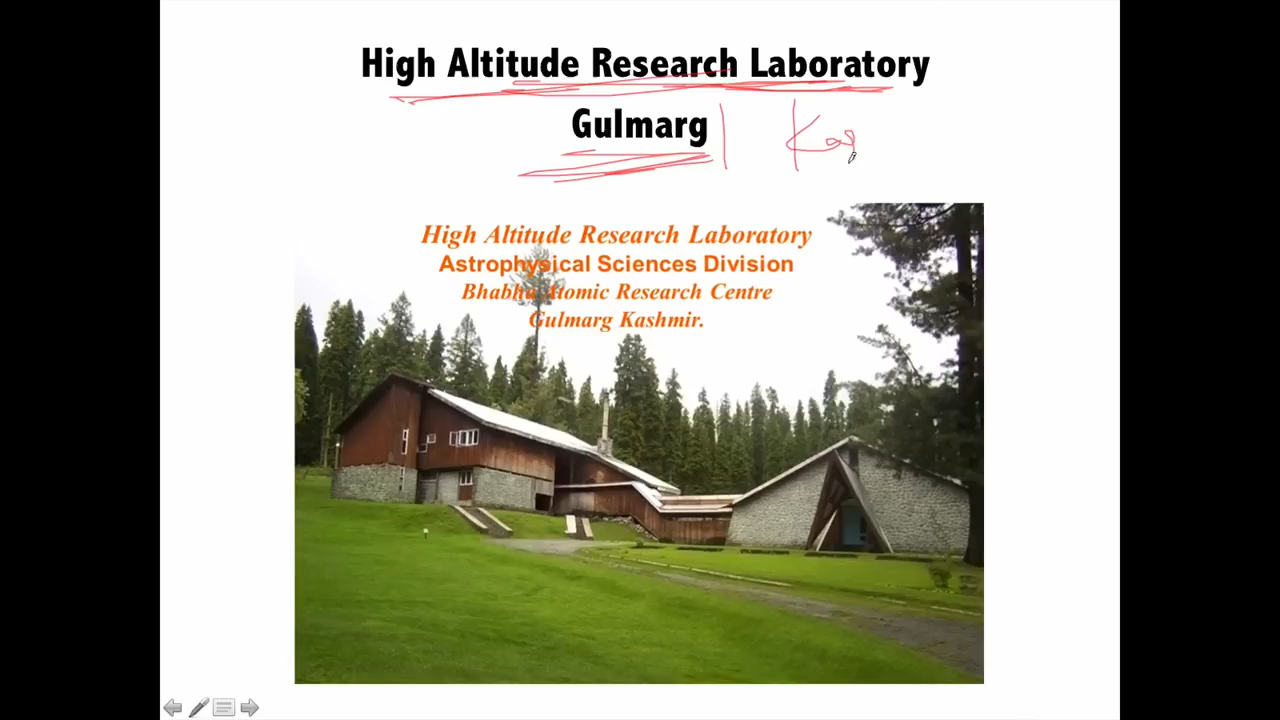 High Altitude Research Laboratory
Gulmarg
High Altitude Research Laboratory
Astrophysical Sciences Division
Bhabha Atomic Research Centre
Gulmarg Kashmir.